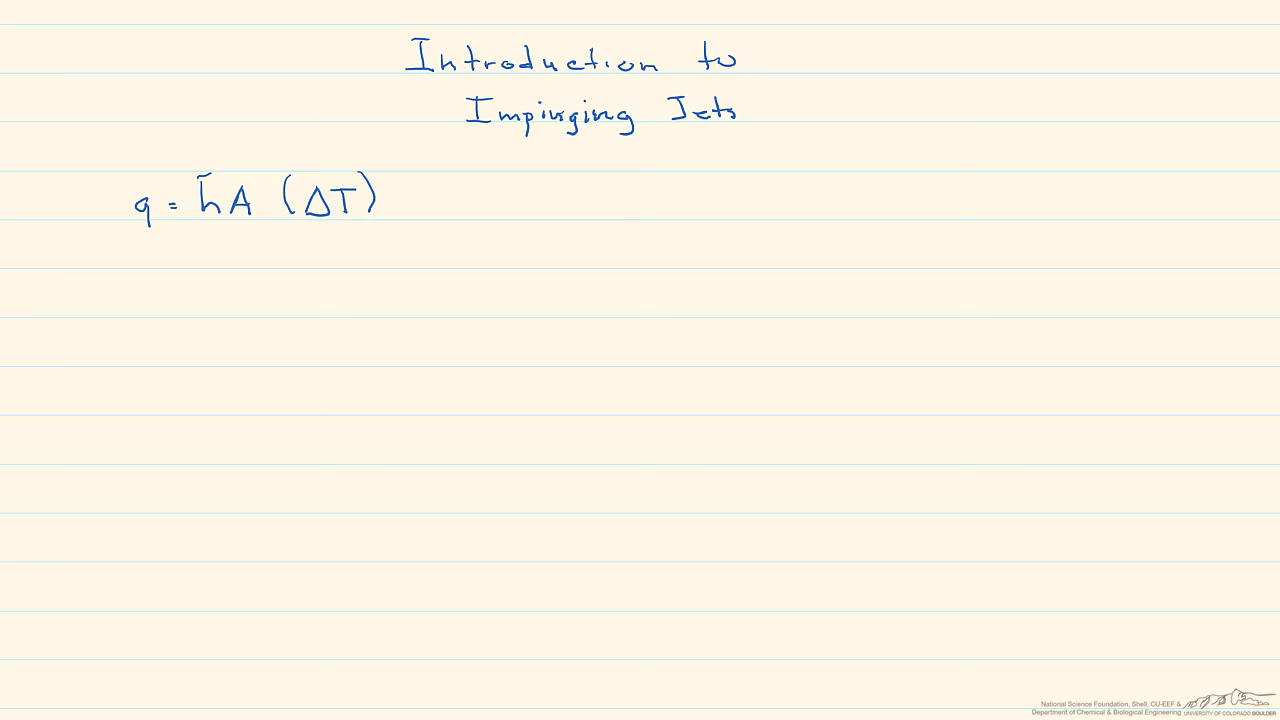 Introduction to
Impinging Jets
q = h̄A (ΔT)
National Science Foundation, Shell, CU-EEF &
Department of Chemical & Biological Engineering
UNIVERSITY OF COLORADO BOULDER